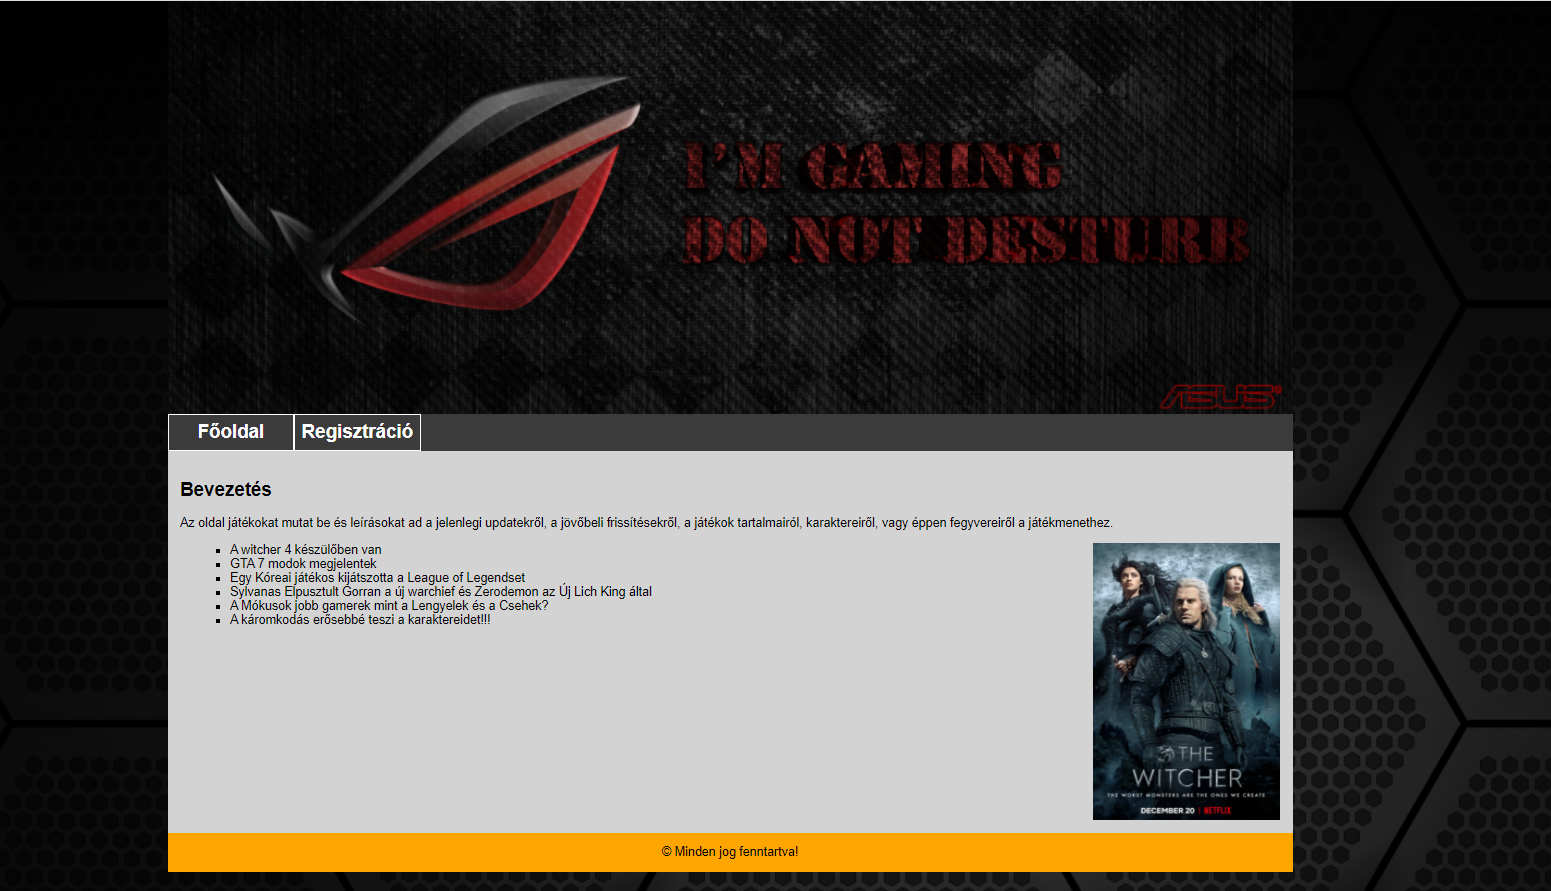 I'M GAMING
DO NOT DESTURB
ASUS®
Főoldal
Regisztráció
Bevezetés
Az oldal játékokat mutat be és leírásokat ad a jelenlegi updatekről, a jövőbeli frissítésekről, a játékok tartalmairól, karaktereiről, vagy éppen fegyvereiről a játékmenethez.
A witcher 4 készülőben van
GTA 7 modok megjelentek
Egy Kóreai játékos kijátszotta a League of Legendset
Sylvanas Elpusztult Gorran a új warchief és Zerodemon az Új Lich King által
A Mókusok jobb gamerek mint a Lengyelek és a Csehek?
A káromkodás erősebbé teszi a karaktereidet!!!
THE
WITCHER
THE WORST MONSTERS ARE THE ONES WE CREATE
DECEMBER 20 | NETFLIX
© Minden jog fenntartva!